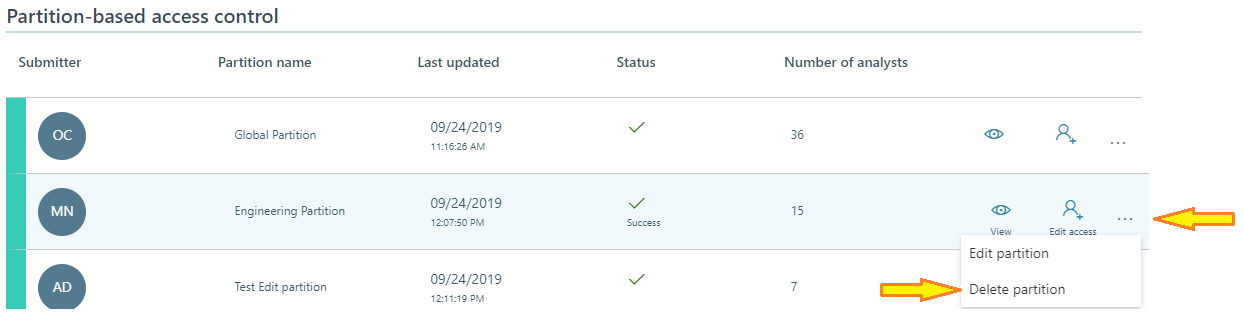 Partition-based access control
Submitter Partition name Last updated Status Number of analysts
OC Global Partition 09/24/2019 36 ...
11:16:26 AM
MN Engineering Partition 09/24/2019 15 ...
12:07:50 PM Success View Edit access
Edit partition
AD Test Edit partition 09/24/2019 7 Delete partition
12:11:19 PM